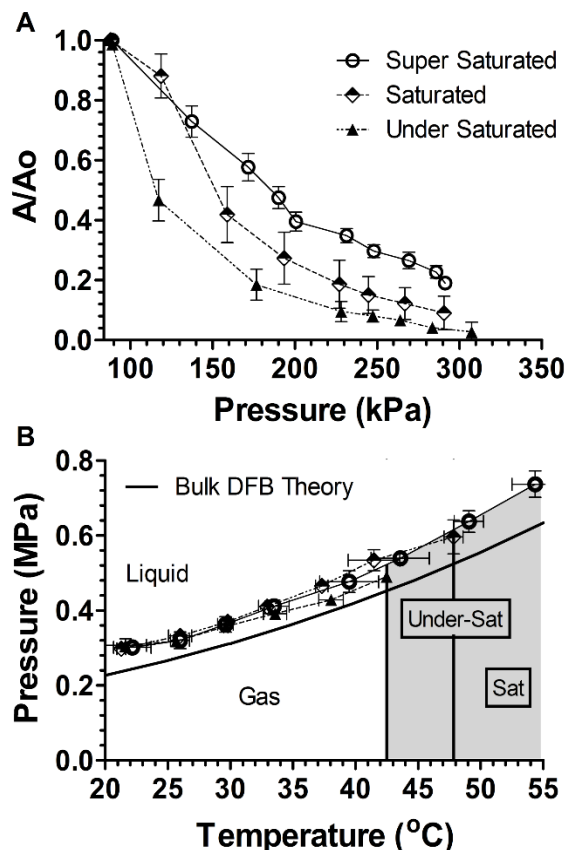 A
Super Saturated
Saturated
Under Saturated
A/Ao
1.0
0.8
0.6
0.4
0.2
0.0
100 150 200 250 300 350
Pressure (kPa)
B
Bulk DFB Theory
Liquid
Gas
Under-Sat
Sat
Pressure (MPa)
0.8
0.6
0.4
0.2
0.0
20 25 30 35 40 45 50 55
Temperature (°C)